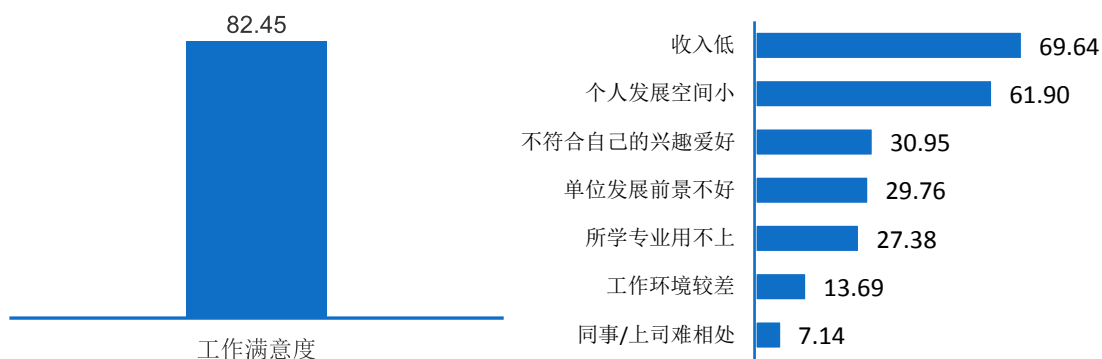 82.45
工作满意度
收入低 69.64
个人发展空间小 61.90
不符合自己的兴趣爱好 30.95
单位发展前景不好 29.76
所学专业用不上 27.38
工作环境较差 13.69
同事/上司难相处 7.14